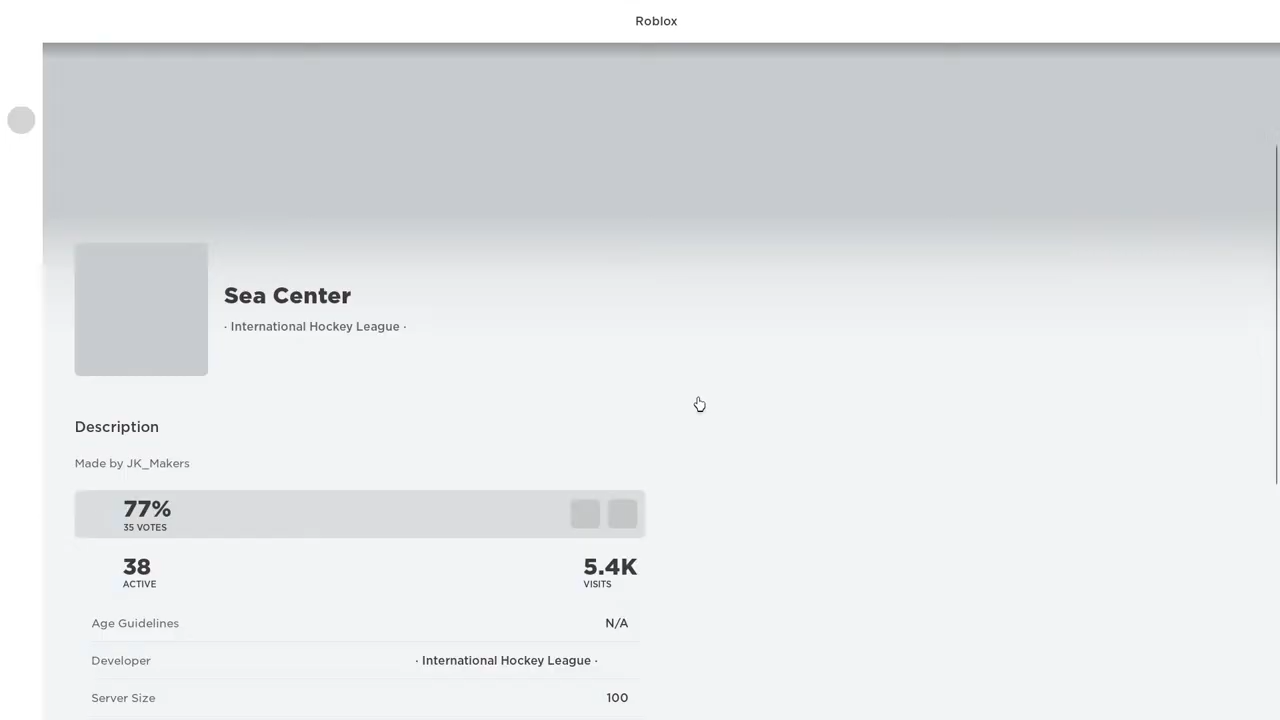 Roblox
Sea Center
· International Hockey League ·
Description
Made by JK_Makers
77%
35 VOTES
38
ACTIVE
5.4K
VISITS
Age Guidelines N/A
Developer · International Hockey League ·
Server Size 100